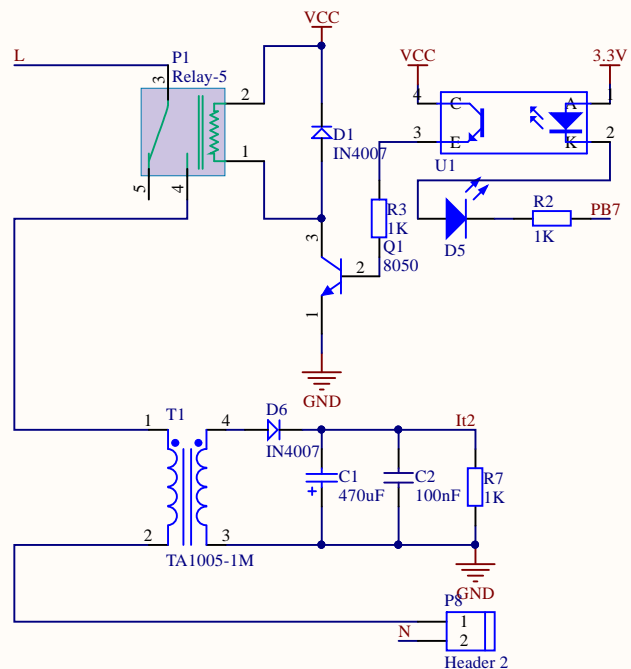 VCC
L
P1
Relay-5
3
2
1
5
4
D1
IN4007
VCC
3.3V
4
C
A
1
3
E
K
2
U1
R3
1K
Q1
8050
3
2
1
D5
R2
1K
PB7
GND
T1
1
4
D6
IN4007
It2
C1
470uF
+
C2
100nF
R7
1K
2
3
TA1005-1M
GND
P8
1
N
2
Header 2